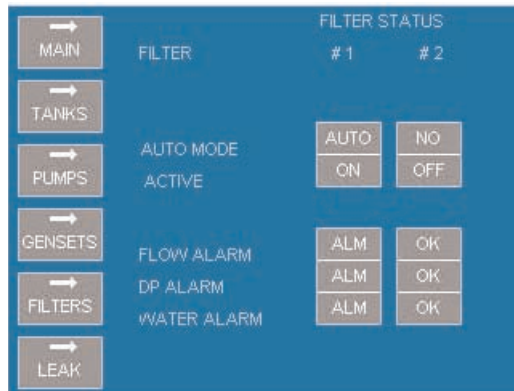 FILTER STATUS
MAIN FILTER #1 #2
TANKS
AUTO MODE AUTO NO
PUMPS ACTIVE ON OFF
GENSETS
FLOW ALARM ALM OK
DP ALARM ALM OK
FILTERS WATER ALARM ALM OK
LEAK